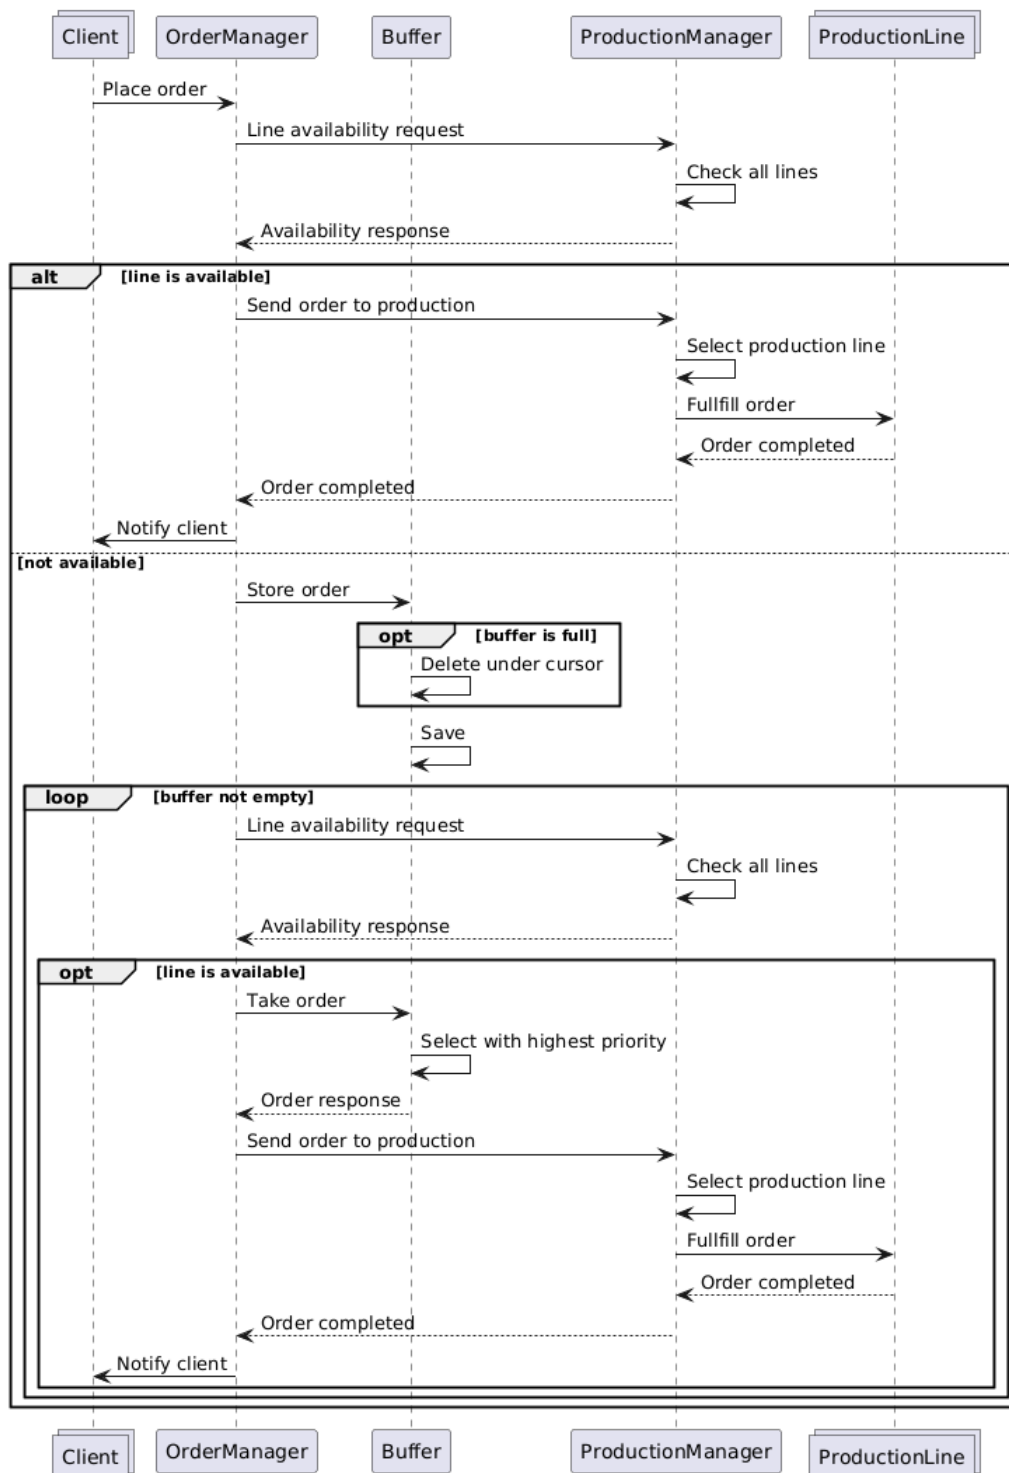 Client OrderManager Buffer ProductionManager ProductionLine
Place order
Line availability request
Check all lines
Availability response
alt [line is available]
Send order to production
Select production line
Fullfill order
Order completed
Order completed
Notify client
[not available]
Store order
opt [buffer is full]
Delete under cursor
Save
loop [buffer not empty]
Line availability request
Check all lines
Availability response
opt [line is available]
Take order
Select with highest priority
Order response
Send order to production
Select production line
Fullfill order
Order completed
Order completed
Notify client
Client OrderManager Buffer ProductionManager ProductionLine